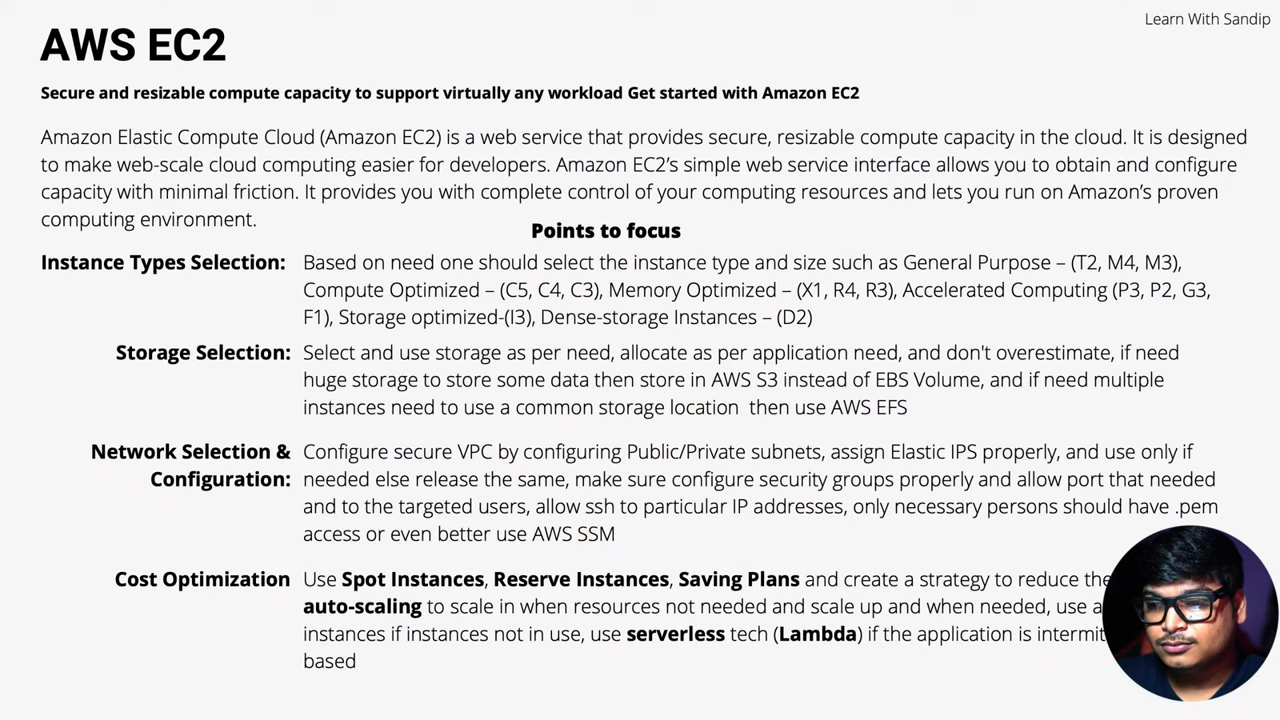 Learn With Sandip
AWS EC2
Secure and resizable compute capacity to support virtually any workload Get started with Amazon EC2
Amazon Elastic Compute Cloud (Amazon EC2) is a web service that provides secure, resizable compute capacity in the cloud. It is designed
to make web-scale cloud computing easier for developers. Amazon EC2’s simple web service interface allows you to obtain and configure
capacity with minimal friction. It provides you with complete control of your computing resources and lets you run on Amazon’s proven
computing environment.
Points to focus
Instance Types Selection: Based on need one should select the instance type and size such as General Purpose – (T2, M4, M3),
Compute Optimized – (C5, C4, C3), Memory Optimized – (X1, R4, R3), Accelerated Computing (P3, P2, G3,
F1), Storage optimized-(I3), Dense-storage Instances – (D2)
Storage Selection: Select and use storage as per need, allocate as per application need, and don't overestimate, if need
huge storage to store some data then store in AWS S3 instead of EBS Volume, and if need multiple
instances need to use a common storage location then use AWS EFS
Network Selection & Configure secure VPC by configuring Public/Private subnets, assign Elastic IPS properly, and use only if
Configuration: needed else release the same, make sure configure security groups properly and allow port that needed
and to the targeted users, allow ssh to particular IP addresses, only necessary persons should have .pem
access or even better use AWS SSM
Cost Optimization Use Spot Instances, Reserve Instances, Saving Plans and create a strategy to reduce the
auto-scaling to scale in when resources not needed and scale up and when needed, use
instances if instances not in use, use serverless tech (Lambda) if the application is
based